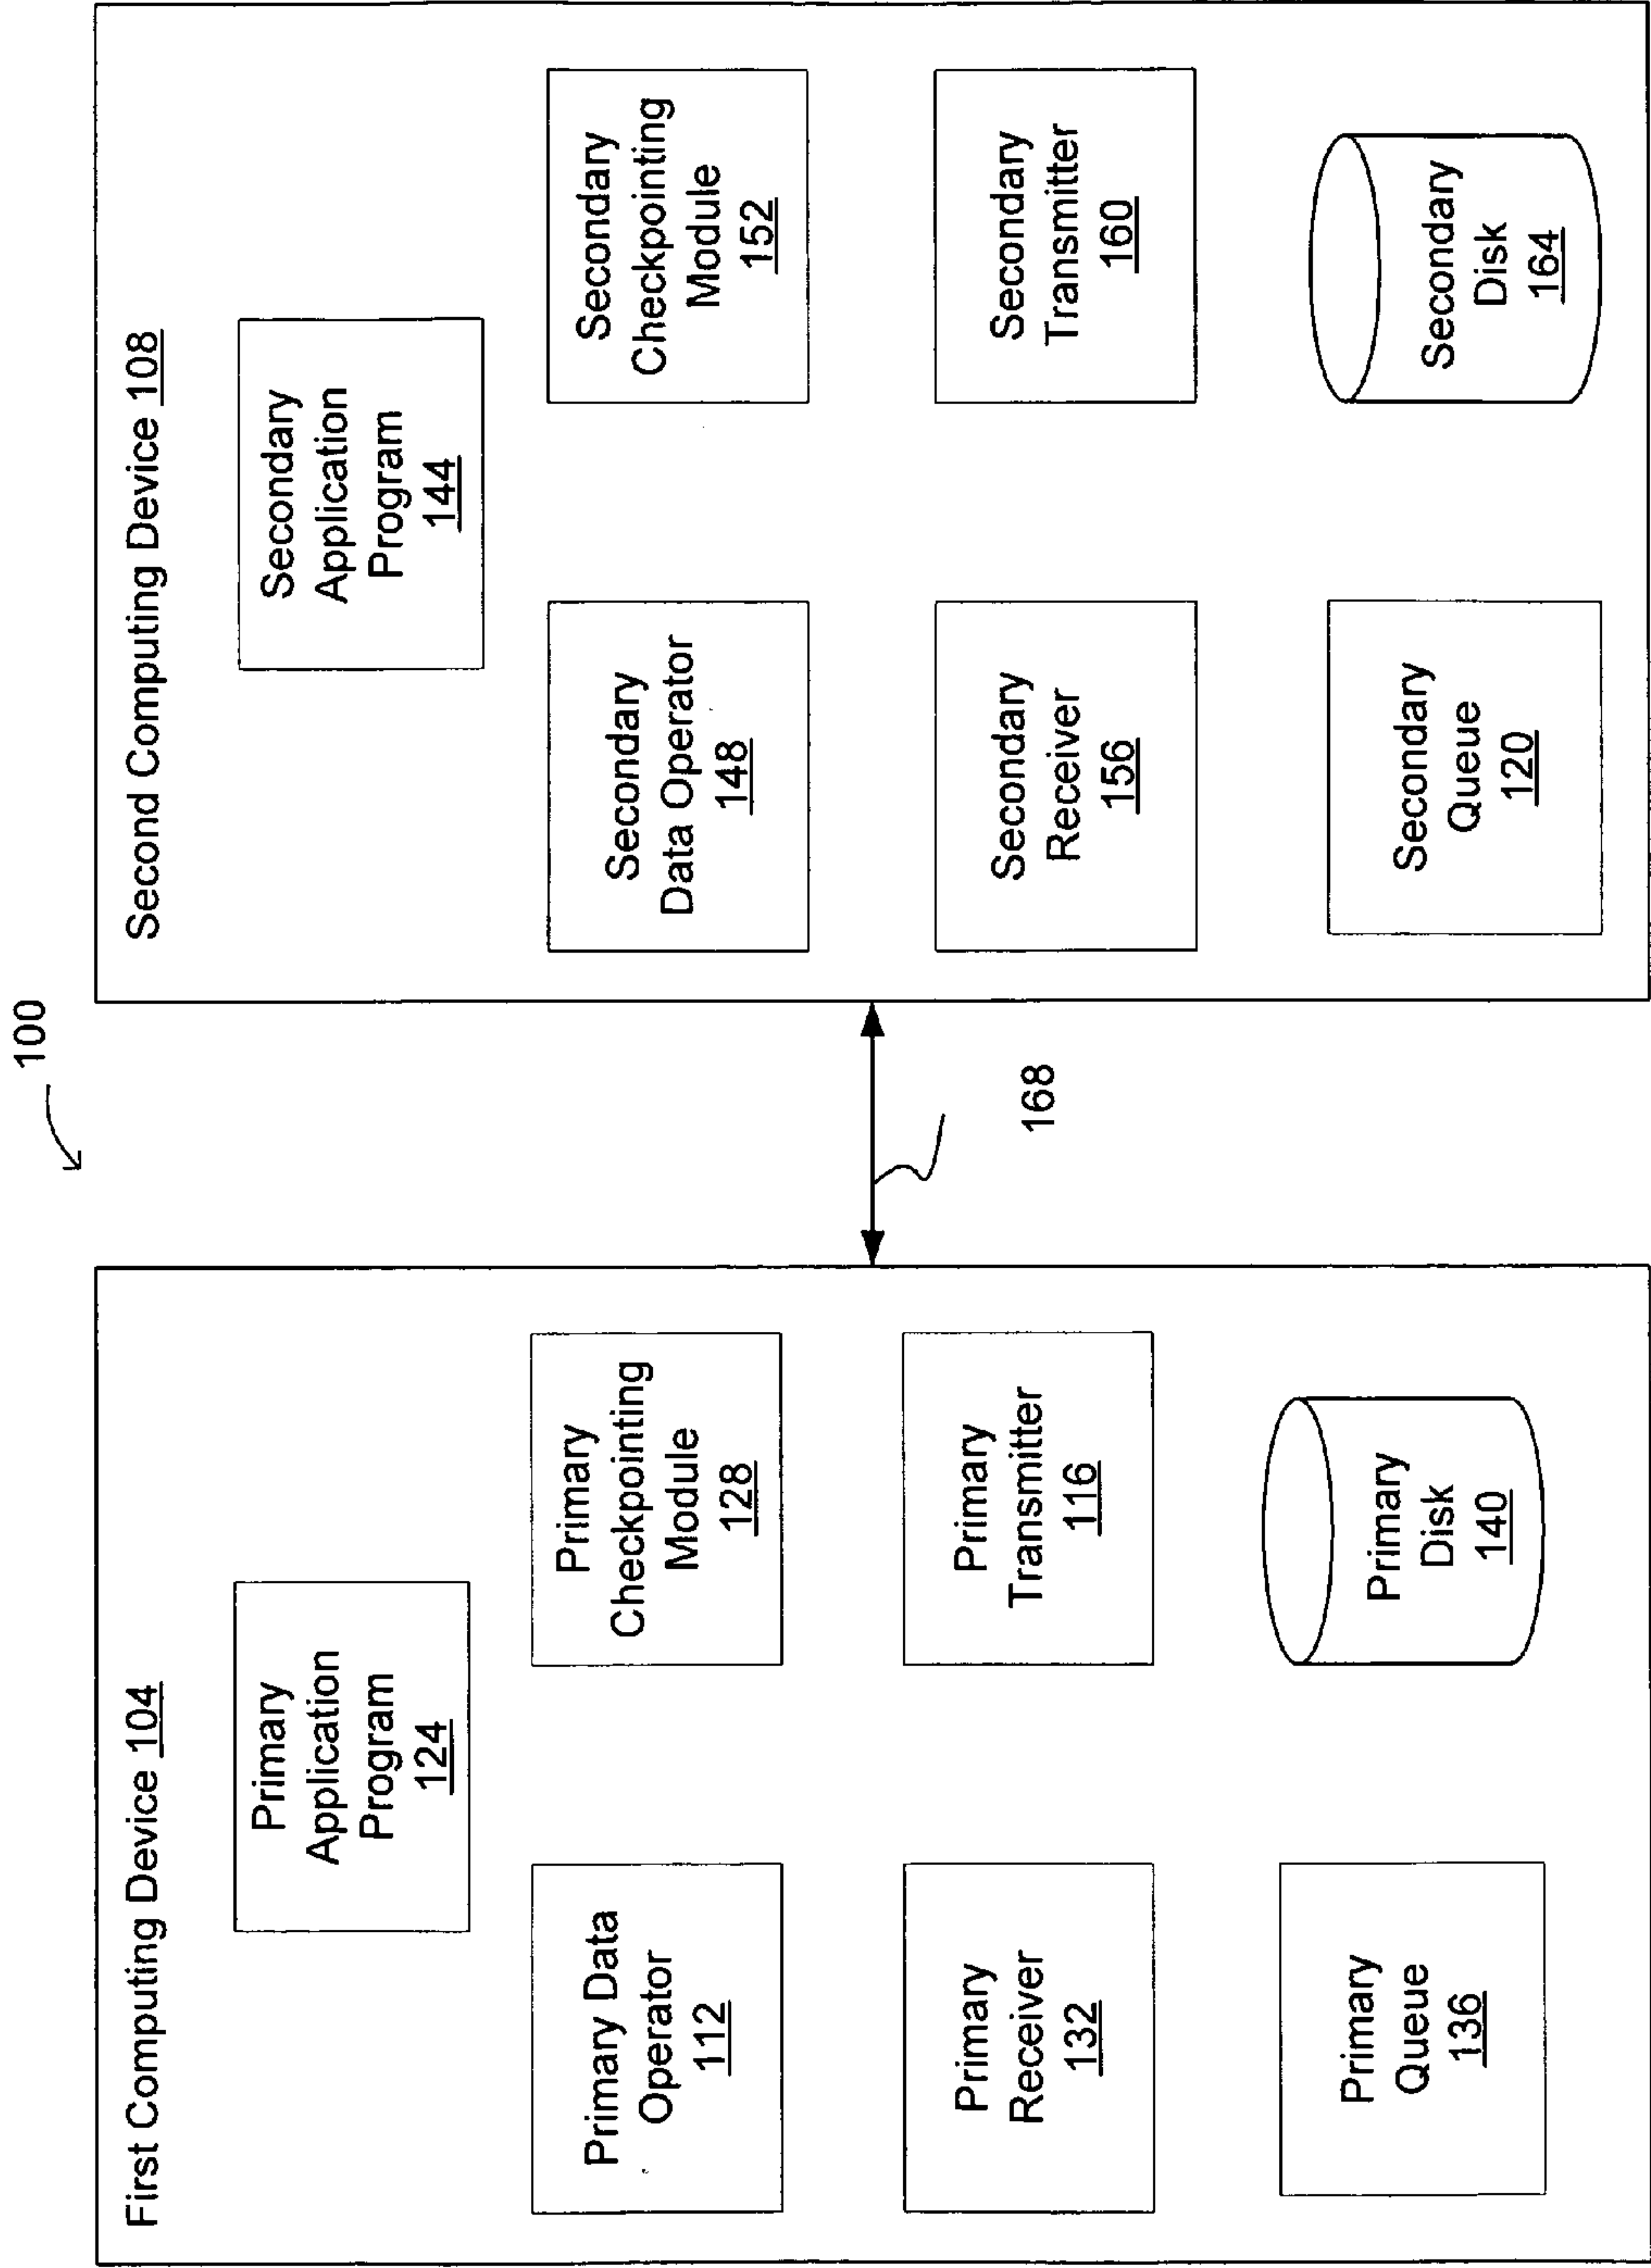 100
First Computing Device 104
Primary
Application
Program
124
Primary Data
Operator
112
Primary
Checkpointing
Module
128
Primary
Receiver
132
Primary
Transmitter
116
Primary
Queue
136
Primary
Disk
140
168
Second Computing Device 108
Secondary
Application
Program
144
Secondary
Data Operator
148
Secondary
Checkpointing
Module
152
Secondary
Receiver
156
Secondary
Transmitter
160
Secondary
Queue
120
Secondary
Disk
164